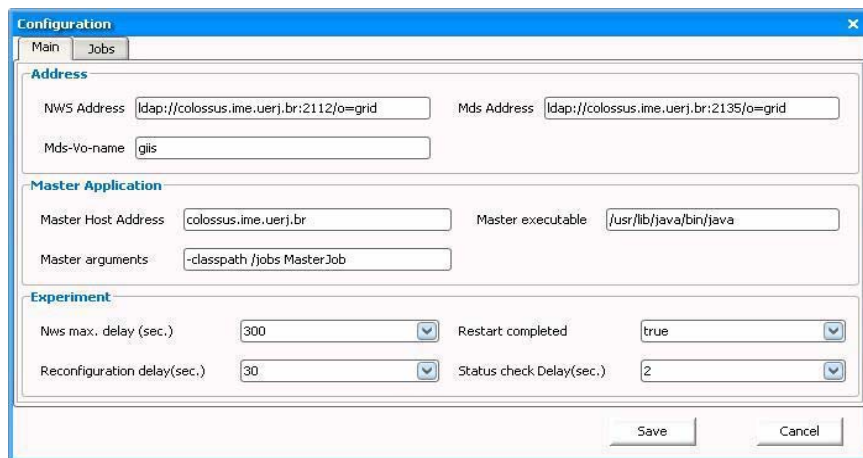 Configuration
Main Jobs
Address
NWS Address ldap://colossus.ime.uerj.br:2112/o=grid Mds Address ldap://colossus.ime.uerj.br:2135/o=grid
Mds-Vo-name giis
Master Application
Master Host Address colossus.ime.uerj.br Master executable /usr/lib/java/bin/java
Master arguments -classpath /jobs MasterJob
Experiment
Nws max. delay (sec.) 300 Restart completed true
Reconfiguration delay(sec.) 30 Status check Delay(sec.) 2
Save Cancel